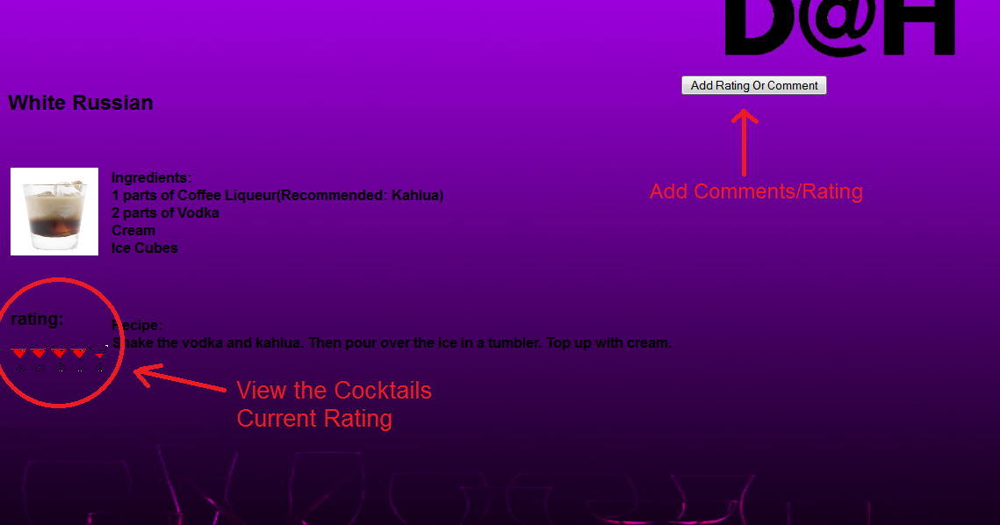 D@H
Add Rating Or Comment
White Russian
Add Comments/Rating
Ingredients:
1 parts of Coffee Liqueur(Recommended: Kahlua)
2 parts of Vodka
Cream
Ice Cubes
rating:
Recipe:
Shake the vodka and kahlua. Then pour over the ice in a tumbler. Top up with cream.
View the Cocktails
Current Rating